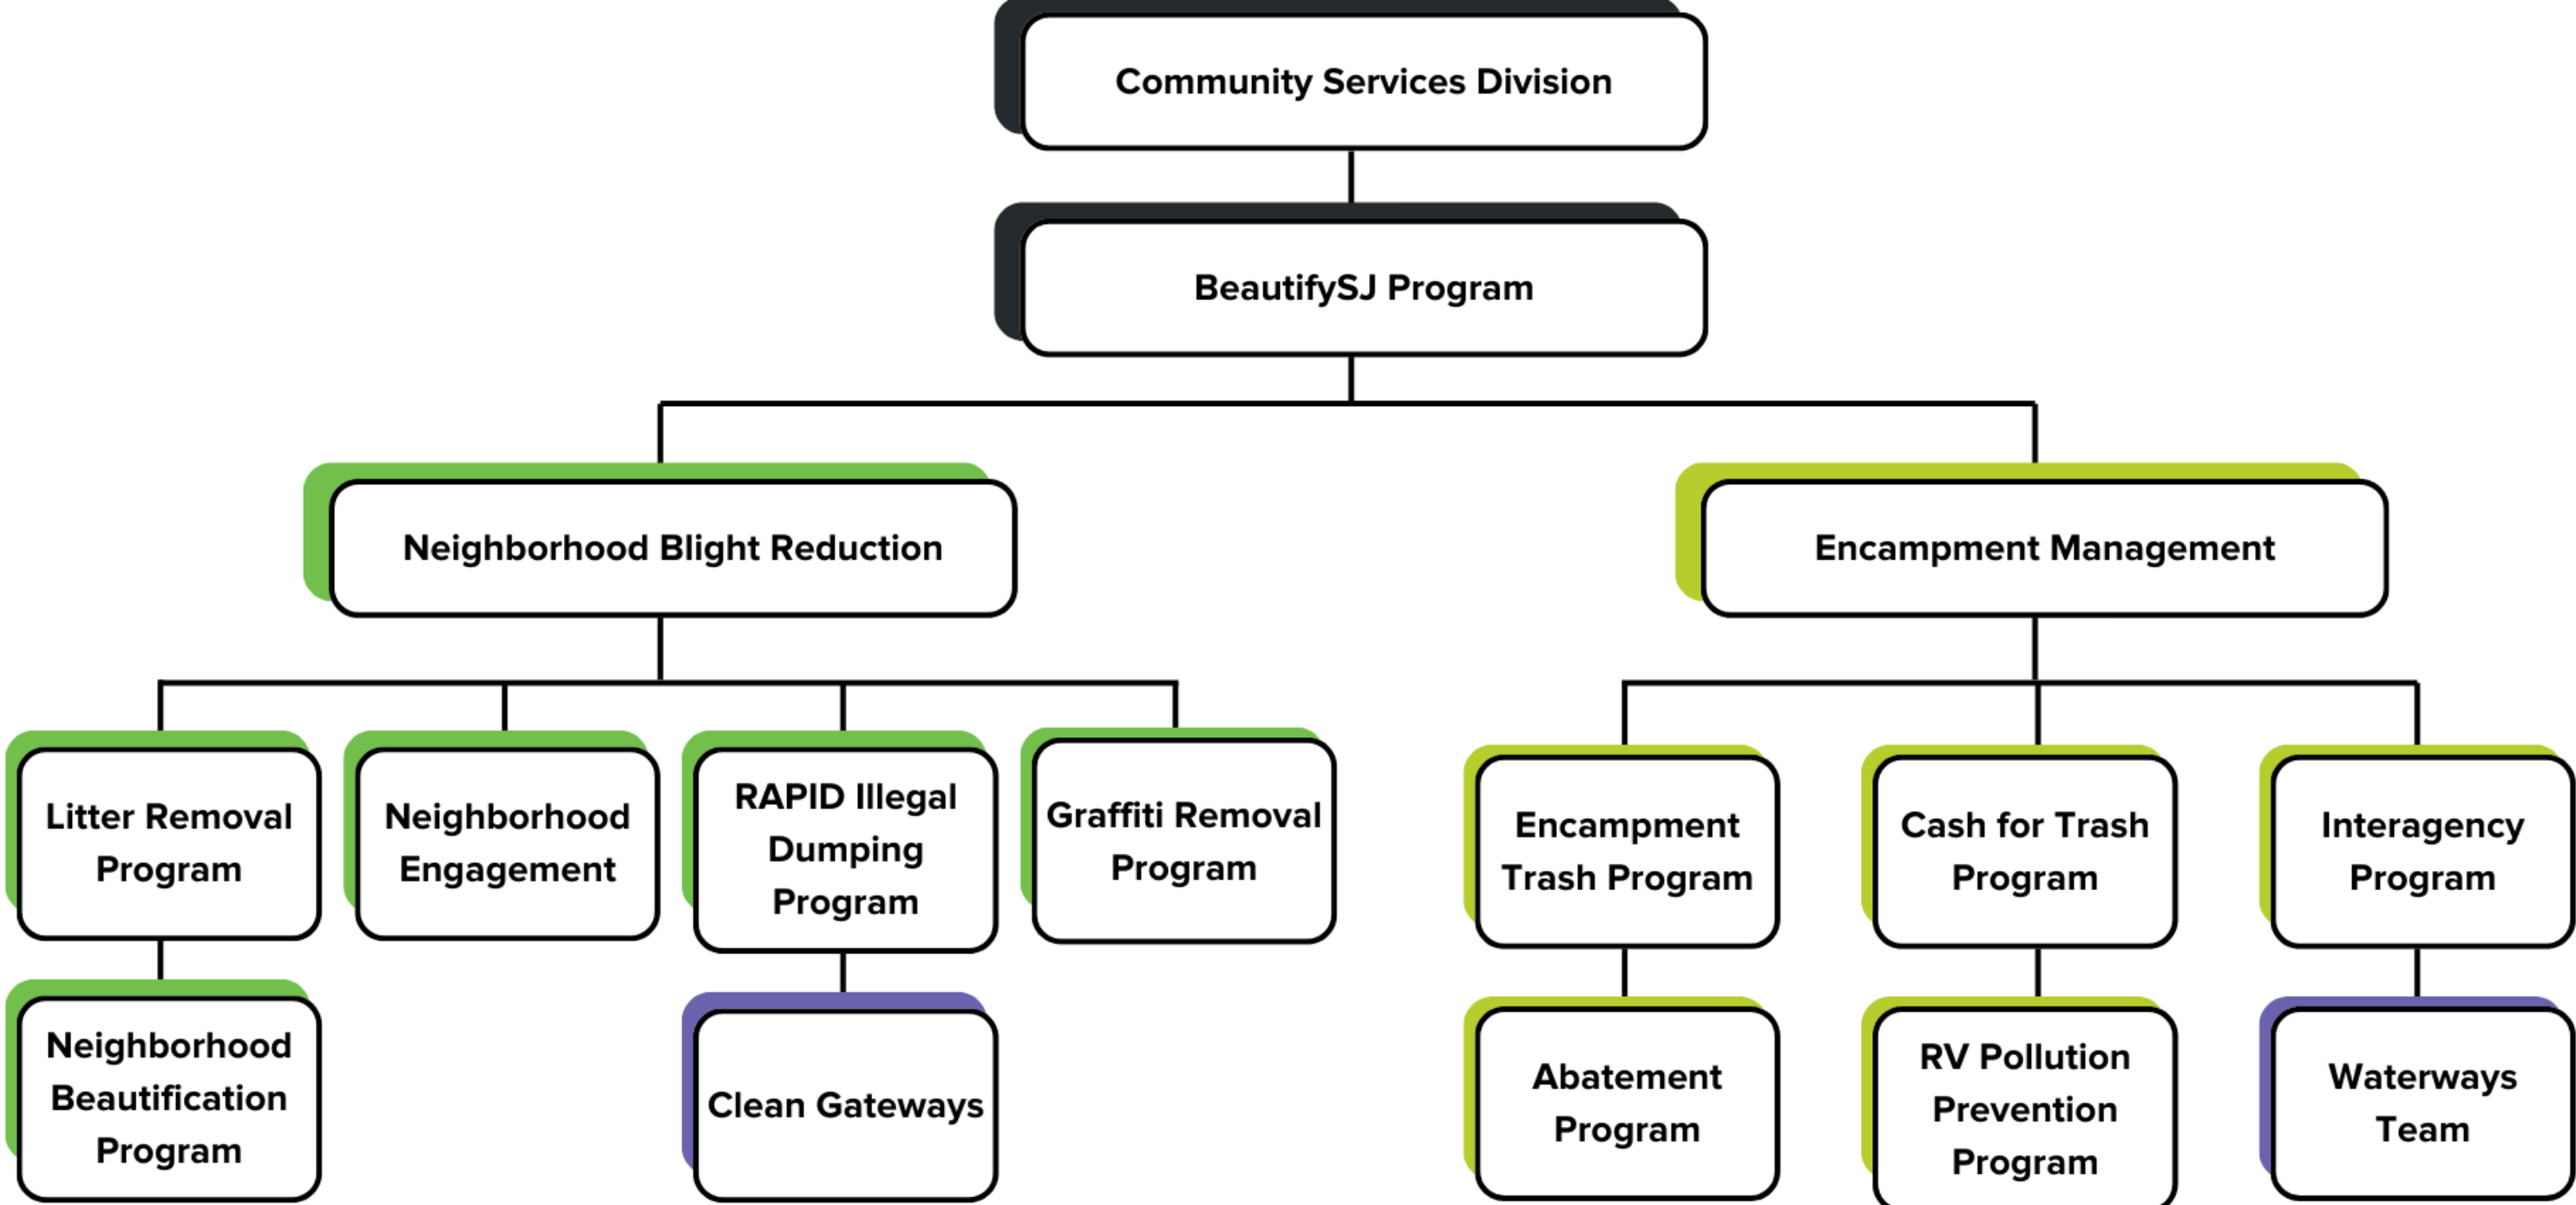 Community Services Division
BeautifySJ Program
Neighborhood Blight Reduction
Encampment Management
Litter Removal
Program
Neighborhood
Engagement
RAPID Illegal
Dumping
Program
Graffiti Removal
Program
Encampment
Trash Program
Cash for Trash
Program
Interagency
Program
Neighborhood
Beautification
Program
Clean Gateways
Abatement
Program
RV Pollution
Prevention
Program
Waterways
Team